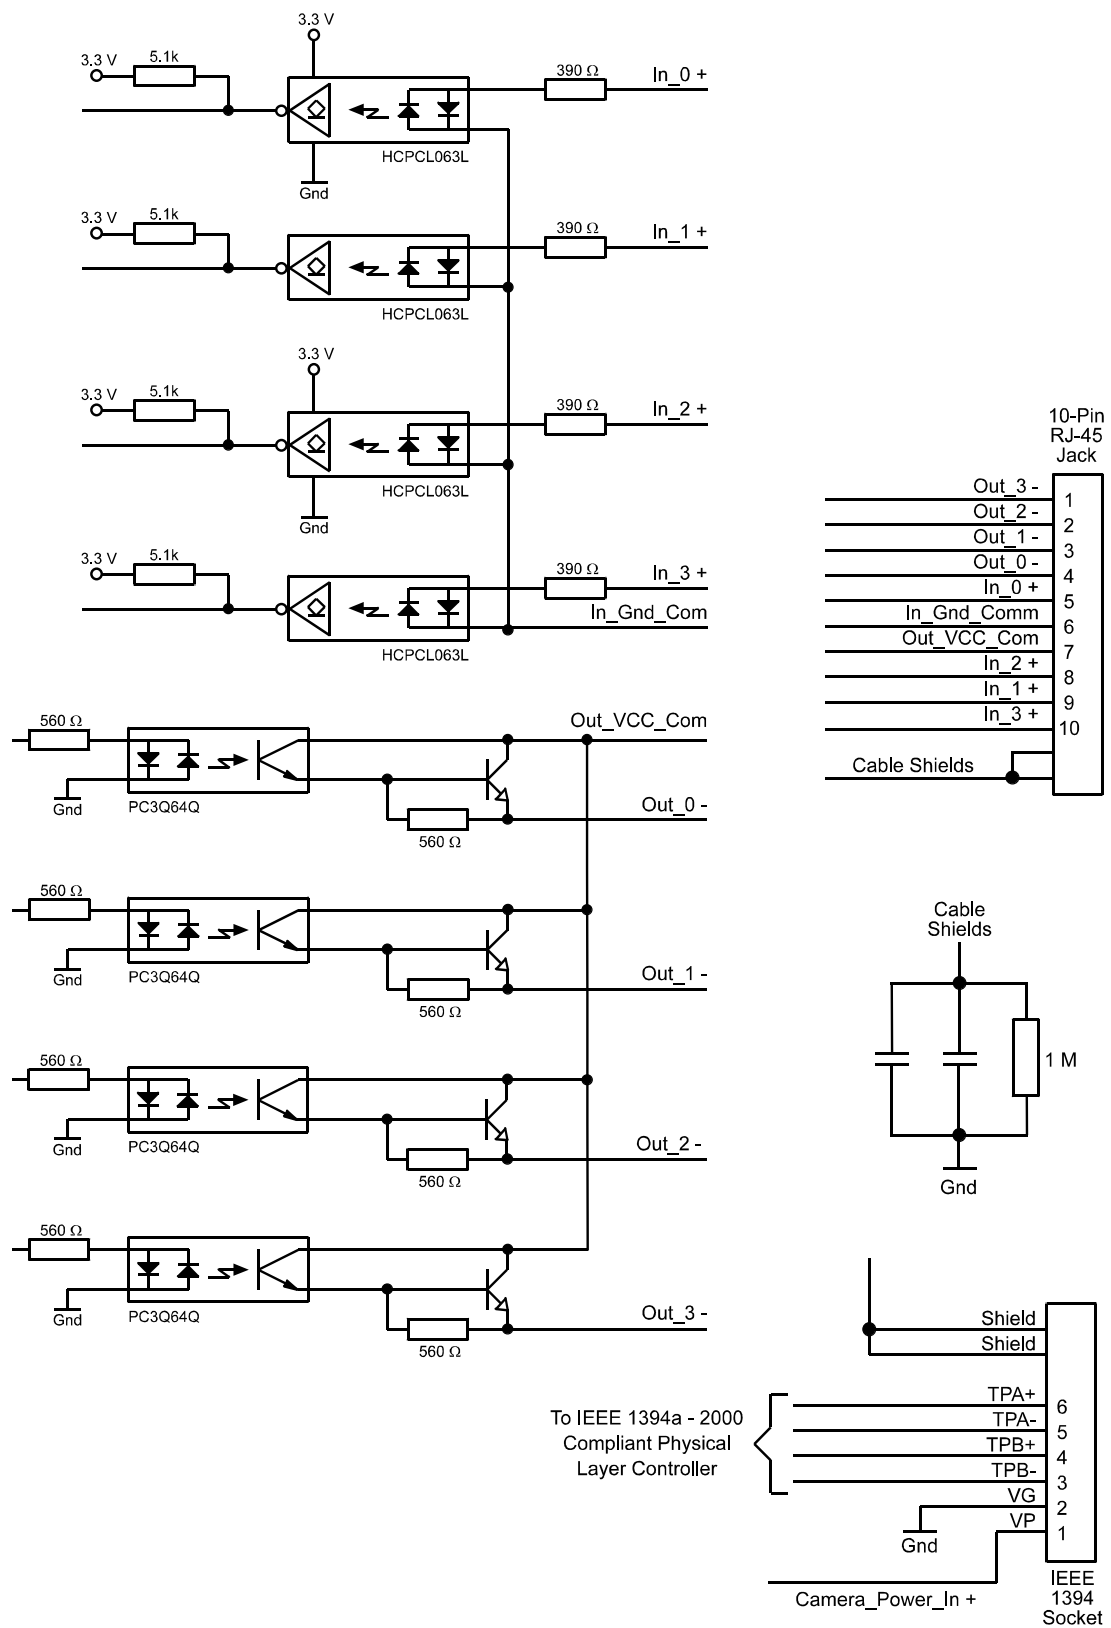 3.3 V
3.3 V
5.1k
390 Ω
In_0 +
HCPCL063L
Gnd
3.3 V
5.1k
390 Ω
In_1 +
HCPCL063L
3.3 V
3.3 V
5.1k
390 Ω
In_2 +
HCPCL063L
Gnd
3.3 V
5.1k
390 Ω
In_3 +
In_Gnd_Com
HCPCL063L
10-Pin
RJ-45
Jack
Out_3 -
1
Out_2 -
2
Out_1 -
3
Out_0 -
4
In_0 +
5
In_Gnd_Comm
6
Out_VCC_Com
7
In_2 +
8
In_1 +
9
In_3 +
10
Cable Shields
560 Ω
Out_VCC_Com
Gnd
PC3Q64Q
Out_0 -
560 Ω
560 Ω
Gnd
PC3Q64Q
Out_1 -
560 Ω
560 Ω
Gnd
PC3Q64Q
Out_2 -
560 Ω
560 Ω
Gnd
PC3Q64Q
Out_3 -
560 Ω
Cable
Shields
1 M
Gnd
Shield
Shield
To IEEE 1394a - 2000
Compliant Physical
Layer Controller
TPA+
6
TPA-
5
TPB+
4
TPB-
3
VG
2
VP
1
Gnd
Camera_Power_In +
IEEE
1394
Socket